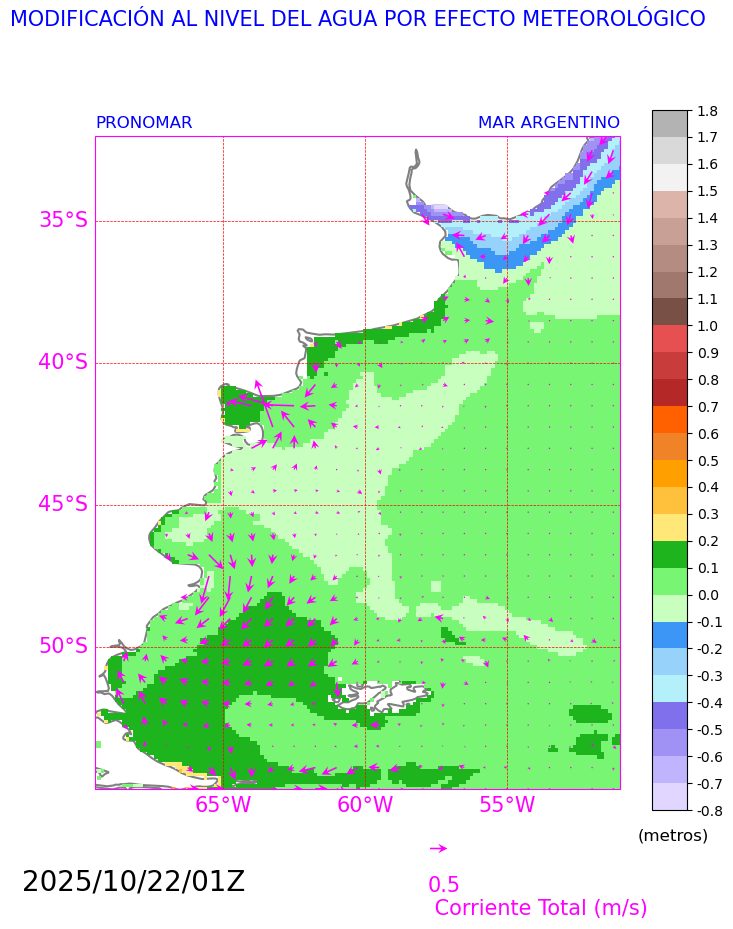 MODIFICACIÓN AL NIVEL DEL AGUA POR EFECTO METEOROLÓGICO
PRONOMAR MAR ARGENTINO
35°S
40°S
45°S
50°S
65°W 60°W 55°W
1.8
1.7
1.6
1.5
1.4
1.3
1.2
1.1
1.0
0.9
0.8
0.7
0.6
0.5
0.4
0.3
0.2
0.1
0.0
-0.1
-0.2
-0.3
-0.4
-0.5
-0.6
-0.7
-0.8
(metros)
2025/10/22/01Z
0.5
Corriente Total (m/s)